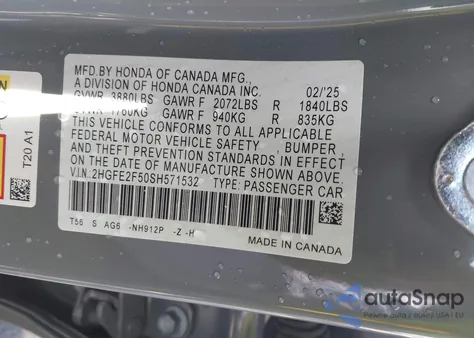 MFD.BY HONDA OF CANADA MFG.,
A DIVISION OF HONDA CANADA INC. 02/'25
GVWR 3880LBS GAWR F 2072LBS R 1840LBS
GVWR 1760KG GAWR F 940KG R 835KG
THIS VEHICLE CONFORMS TO ALL APPLICABLE
FEDERAL MOTOR VEHICLE SAFETY , BUMPER ,
AND THEFT PREVENTION STANDARDS IN EFFECT
ON THE DATE OF MANUFACTURE SHOWN ABOVE.
V.I.N: 2HGFE2F50SH571532 TYPE: PASSENGER CAR
T56 S AG6 -NH912P -Z -H
MADE IN CANADA
T20 A1
autoSnap